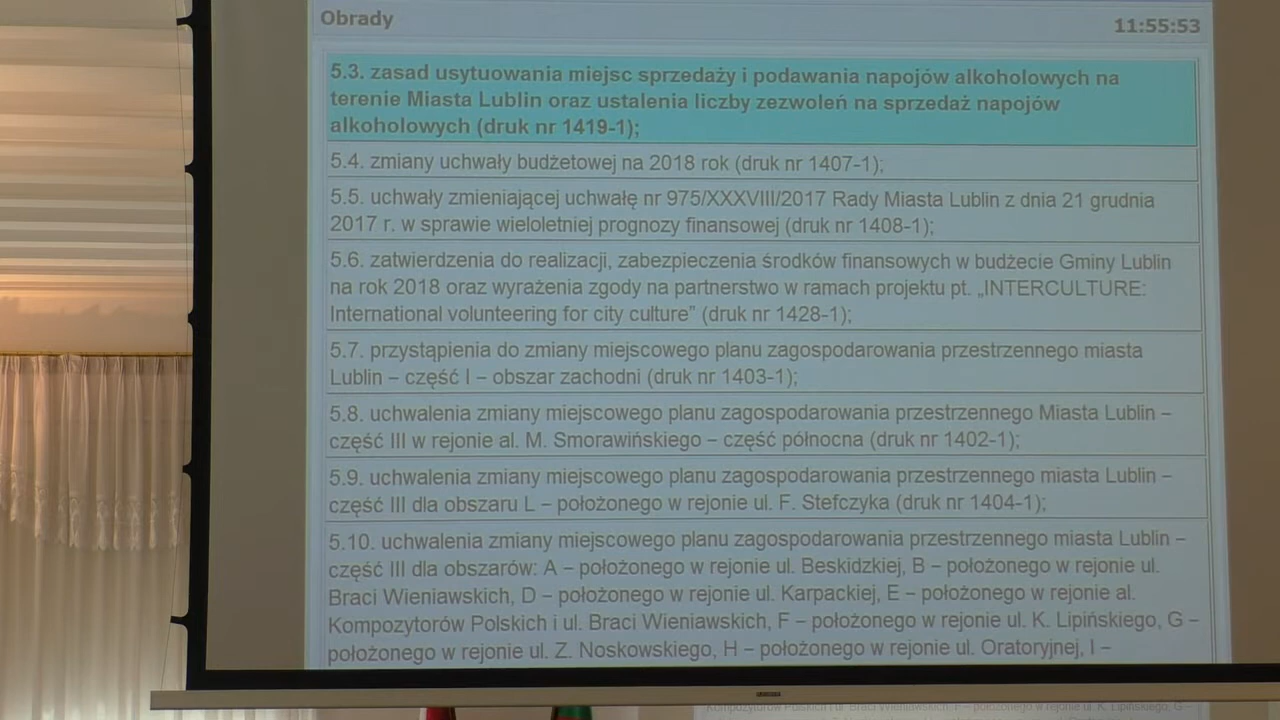 Obrady
11:55:53
5.3. zasad usytuowania miejsc sprzedaży i podawania napojów alkoholowych na
terenie Miasta Lublin oraz ustalenia liczby zezwoleń na sprzedaż napojów
alkoholowych (druk nr 1419-1);
5.4. zmiany uchwały budżetowej na 2018 rok (druk nr 1407-1);
5.5. uchwały zmieniającej uchwałę nr 975/XXXVIII/2017 Rady Miasta Lublin z dnia 21 grudnia
2017 r. w sprawie wieloletniej prognozy finansowej (druk nr 1408-1);
5.6. zatwierdzenia do realizacji, zabezpieczenia środków finansowych w budżecie Gminy Lublin
na rok 2018 oraz wyrażenia zgody na partnerstwo w ramach projektu pt. „INTERCULTURE:
International volunteering for city culture” (druk nr 1428-1);
5.7. przystąpienia do zmiany miejscowego planu zagospodarowania przestrzennego miasta
Lublin – część I – obszar zachodni (druk nr 1403-1);
5.8. uchwalenia zmiany miejscowego planu zagospodarowania przestrzennego Miasta Lublin –
część III w rejonie al. M. Smorawińskiego – część północna (druk nr 1402-1);
5.9. uchwalenia zmiany miejscowego planu zagospodarowania przestrzennego miasta Lublin –
część III dla obszaru L – położonego w rejonie ul. F. Stefczyka (druk nr 1404-1);
5.10. uchwalenia zmiany miejscowego planu zagospodarowania przestrzennego miasta Lublin –
część III dla obszarów: A – położonego w rejonie ul. Beskidzkiej, B – położonego w rejonie ul.
Braci Wieniawskich, D – położonego w rejonie ul. Karpackiej, E – położonego w rejonie al.
Kompozytorów Polskich i ul. Braci Wieniawskich, F – położonego w rejonie ul. K. Lipińskiego, G –
położonego w rejonie ul. Z. Noskowskiego, H – położonego w rejonie ul. Oratoryjnej, I –
Kompozytorów Polskich i ul. Braci Wieniawskich, F – położonego w rejonie ul. K. Lipińskiego, G –